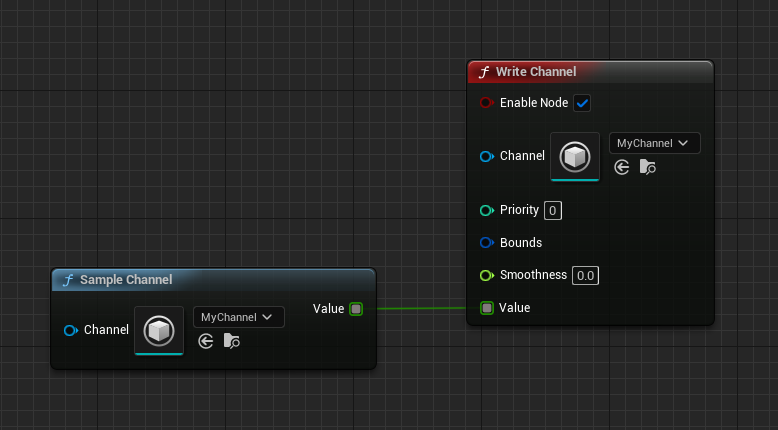 Write Channel
Enable Node
Channel
MyChannel
Priority 0
Bounds
Smoothness 0.0
Value
Sample Channel
Channel
MyChannel
Value